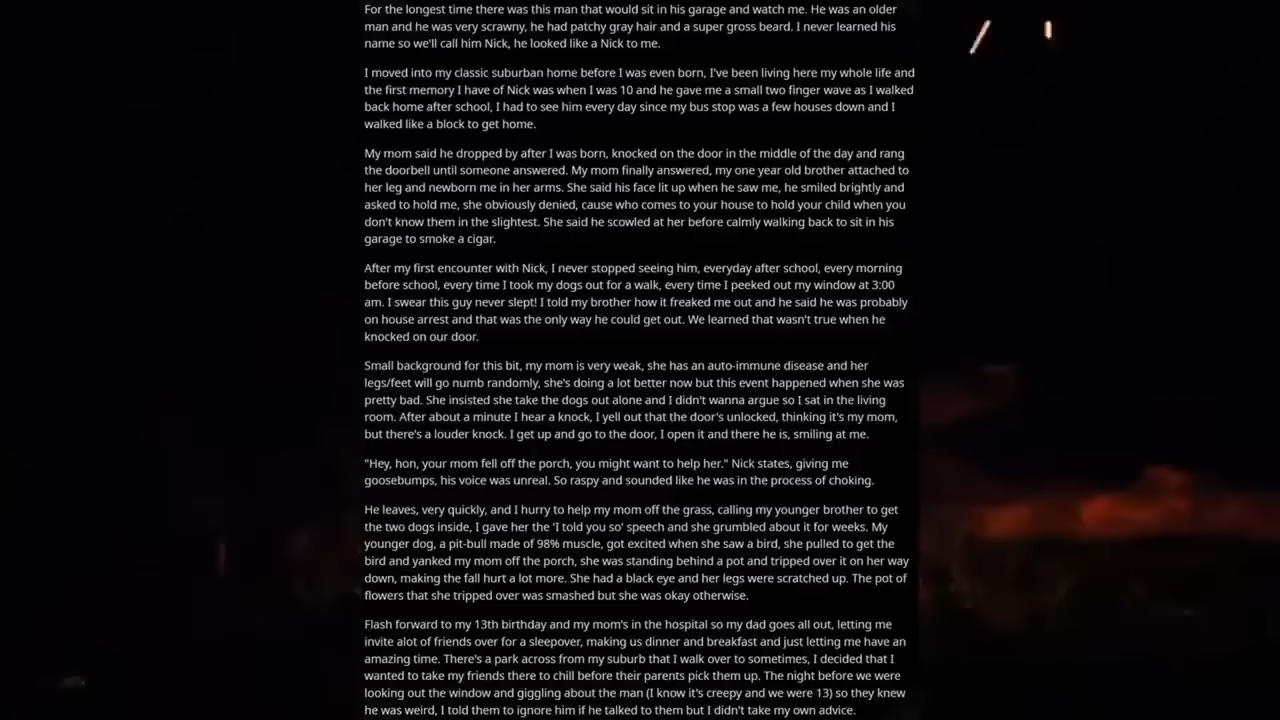 For the longest time there was this man that would sit in his garage and watch me. He was an older
man and he was very scrawny, he had patchy gray hair and a super gross beard. I never learned his
name so we'll call him Nick, he looked like a Nick to me.
I moved into my classic suburban home before I was even born, I've been living here my whole life and
the first memory I have of Nick was when I was 10 and he gave me a small two finger wave as I walked
back home after school, I had to see him every day since my bus stop was a few houses down and I
walked like a block to get home.
My mom said he dropped by after I was born, knocked on the door in the middle of the day and rang
the doorbell until someone answered. My mom finally answered, my one year old brother attached to
her leg and newborn me in her arms. She said his face lit up when he saw me, he smiled brightly and
asked to hold me, she obviously denied, cause who comes to your house to hold your child when you
don't know them in the slightest. She said he scowled at her before calmly walking back to sit in his
garage to smoke a cigar.
After my first encounter with Nick, I never stopped seeing him, everyday after school, every morning
before school, every time I took my dogs out for a walk, every time I peeked out my window at 3:00
am. I swear this guy never slept! I told my brother how it freaked me out and he said he was probably
on house arrest and that was the only way he could get out. We learned that wasn't true when he
knocked on our door.
Small background for this bit, my mom is very weak, she has an auto-immune disease and her
legs/feet will go numb randomly, she's doing a lot better now but this event happened when she was
pretty bad. She insisted she take the dogs out alone and I didn't wanna argue so I sat in the living
room. After about a minute I hear a knock, I yell out that the door's unlocked, thinking it's my mom,
but there's a louder knock. I get up and go to the door, I open it and there he is, smiling at me.
"Hey, hon, your mom fell off the porch, you might want to help her." Nick states, giving me
goosebumps, his voice was unreal. So raspy and sounded like he was in the process of choking.
He leaves, very quickly, and I hurry to help my mom off the grass, calling my younger brother to get
the two dogs inside, I gave her the 'I told you so' speech and she grumbled about it for weeks. My
younger dog, a pit-bull made of 98% muscle, got excited when she saw a bird, she pulled to get the
bird and yanked my mom off the porch, she was standing behind a pot and tripped over it on her way
down, making the fall hurt a lot more. She had a black eye and her legs were scratched up. The pot of
flowers that she tripped over was smashed but she was okay otherwise.
Flash forward to my 13th birthday and my mom's in the hospital so my dad goes all out, letting me
invite alot of friends over for a sleepover, making us dinner and breakfast and just letting me have an
amazing time. There's a park across from my suburb that I walk over to sometimes, I decided that I
wanted to take my friends there to chill before their parents pick them up. The night before we were
looking out the window and giggling about the man (I know it's creepy and we were 13) so they knew
he was weird, I told them to ignore him if he talked to them but I didn't take my own advice.